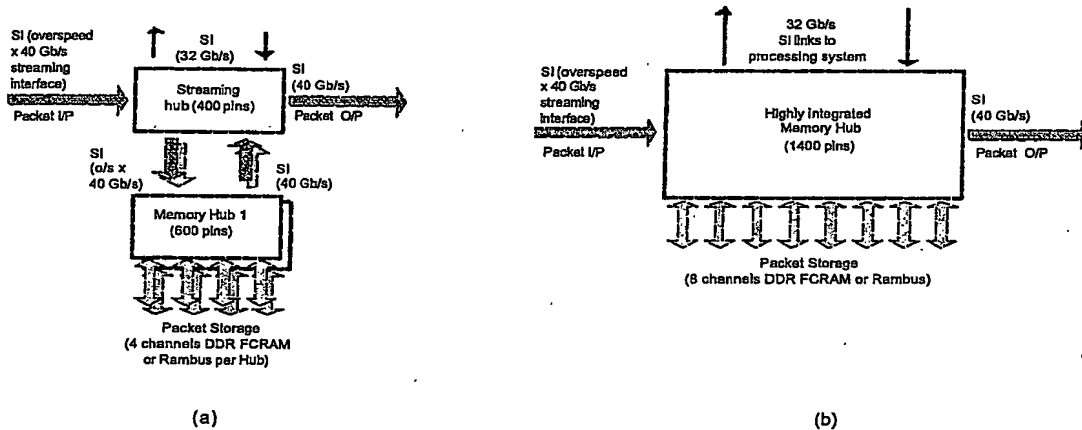 SI (overspeed
x 40 Gb/s
streaming
interface)
Packet I/P
SI
(32 Gb/s)
Streaming
hub (400 pins)
SI
(40 Gb/s)
Packet O/P
SI
(o/s x
40 Gb/s)
SI
(40 Gb/s)
Memory Hub 1
(600 pins)
Packet Storage
(4 channels DDR FCRAM
or Rambus per Hub)
(a)
32 Gb/s
SI links to
processing system
SI (overspeed
x 40 Gb/s
streaming
interface)
Packet I/P
Highly integrated
Memory Hub
(1400 pins)
SI
(40 Gb/s)
Packet O/P
Packet Storage
(8 channels DDR FCRAM or Rambus)
(b)